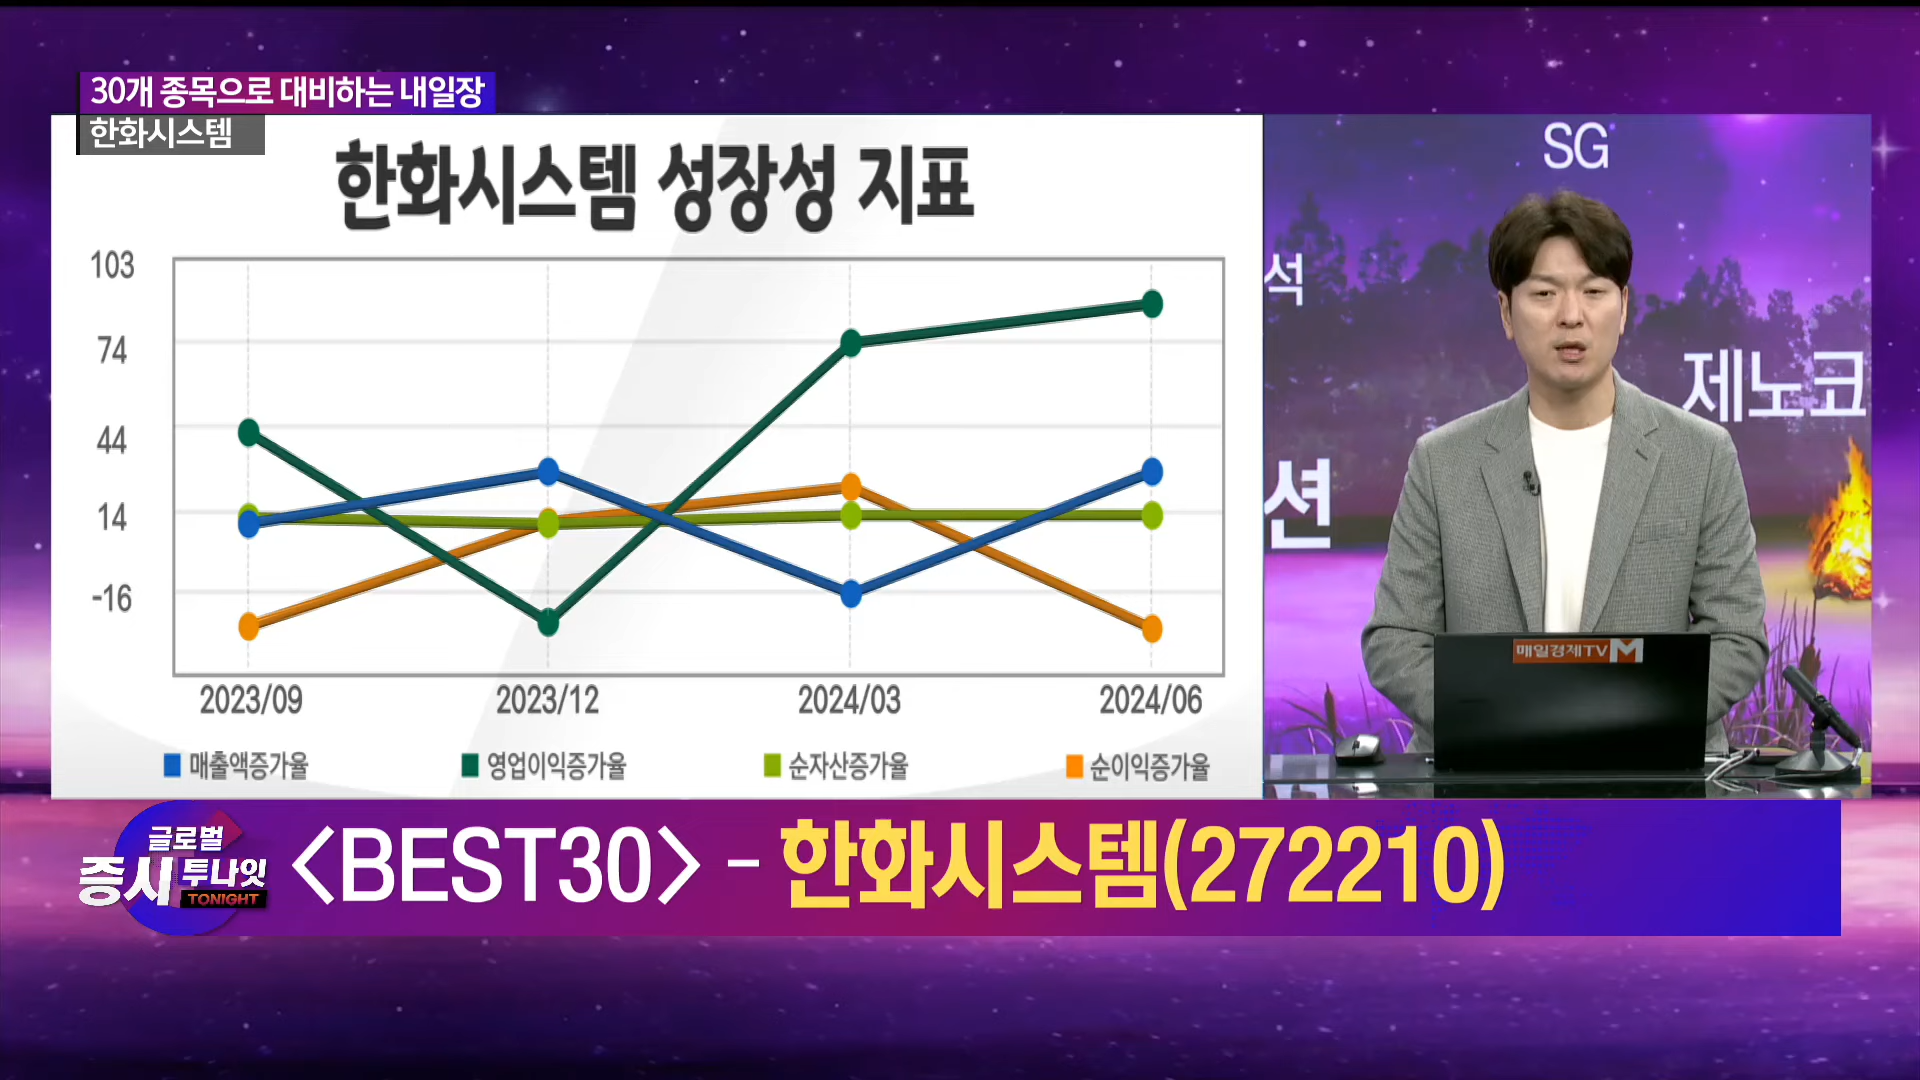 30개 종목으로 대비하는 내일장
한화시스템
한화시스템 성장성 지표
103
74
44
14
-16
2023/09 2023/12 2024/03 2024/06
매출액증가율 영업이익증가율 순자산증가율 순이익증가율
SG
석
제노코
션
매일경제TV M
글로벌
증시 투나잇
TONIGHT
<BEST30> - 한화시스템(272210)